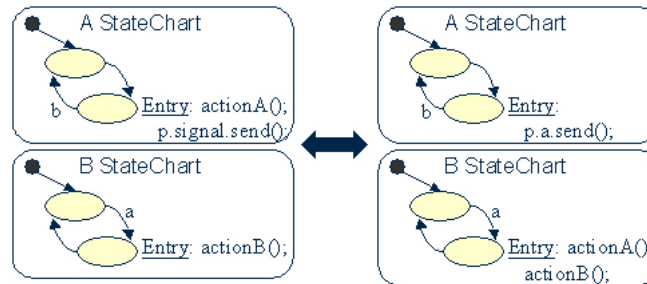 A StateChart
b
Entry: actionA();
p.signal.send();
B StateChart
a
Entry: actionB();
A StateChart
b
Entry:
p.a.send();
B StateChart
a
Entry: actionA()
actionB();